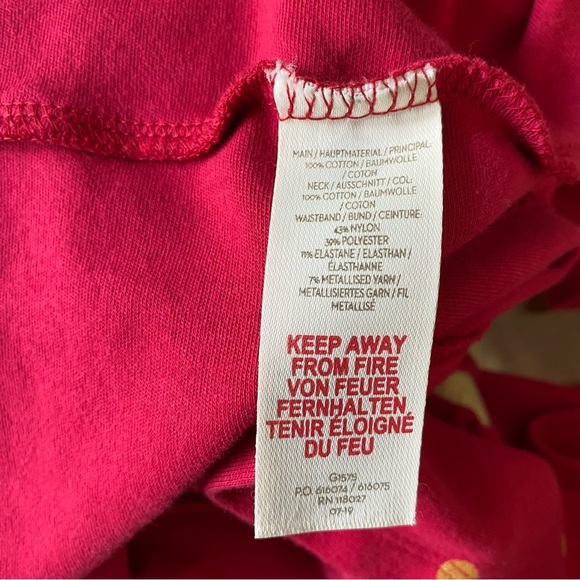 MAIN / HAUPTMATERIAL / PRINCIPAL:
100% COTTON / BAUMWOLLE
/ COTON
NECK / AUSSCHNITT / COL:
100% COTTON / BAUMWOLLE
/ COTON
WAISTBAND / BUND / CEINTURE:
43% NYLON
39% POLYESTER
11% ELASTANE / ELASTHAN /
ÉLASTHANNE
7% METALLISED YARN /
METALLISIERTES GARN / FIL
METALLISÉ
KEEP AWAY
FROM FIRE
VON FEUER
FERNHALTEN
TENIR ÉLOIGNÉ
DU FEU
G1575
P.O. 616074 / 616075
RN 118027
07-19